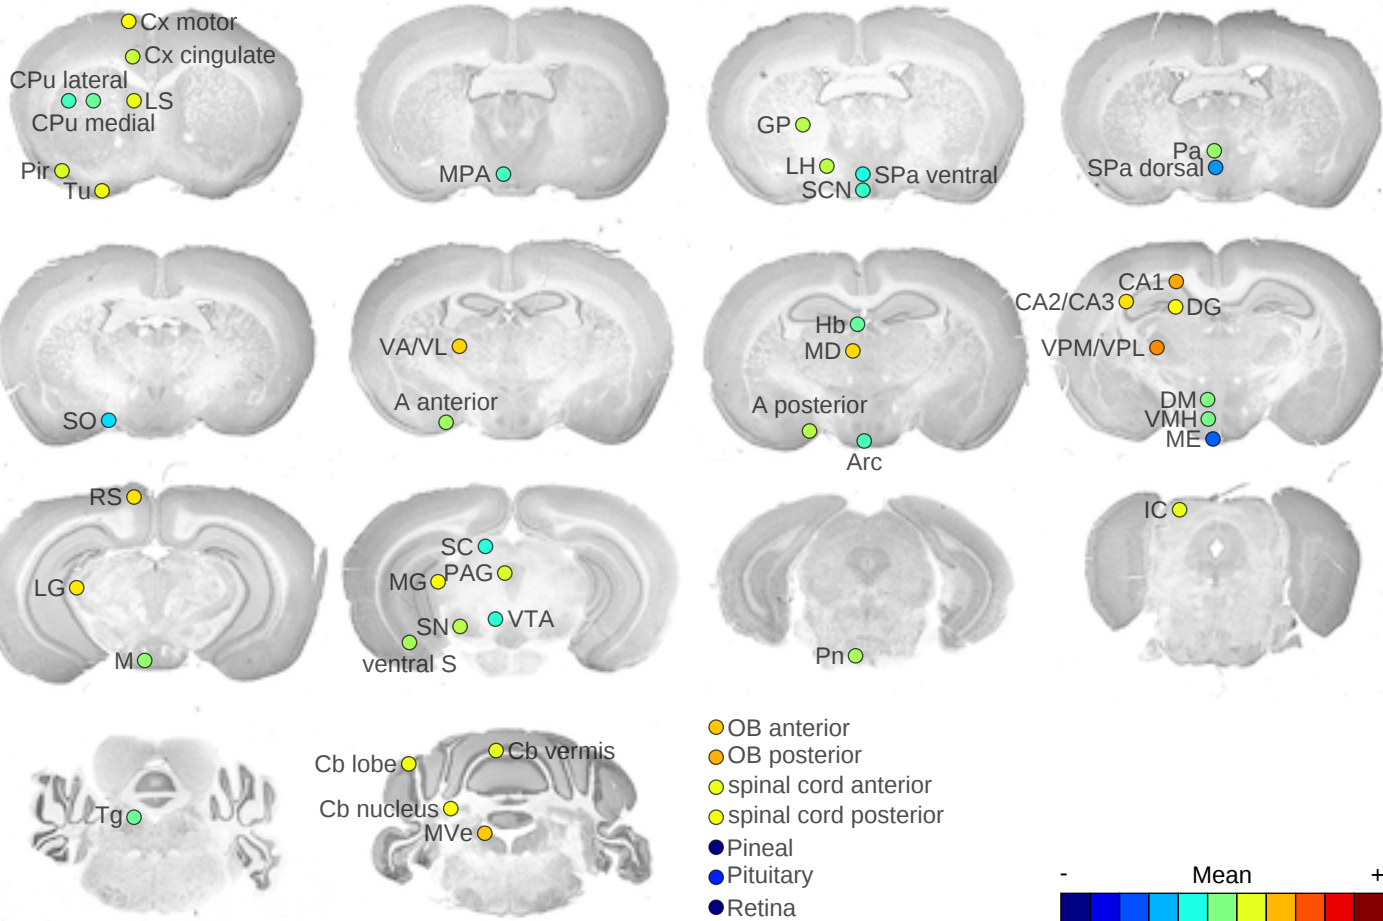 Cx motor
Cx cingulate
CPu lateral
LS
CPu medial
Pir
Tu
MPA
GP
LH
SPa ventral
SCN
Pa
SPa dorsal
SO
VA/VL
A anterior
Hb
MD
A posterior
Arc
CA1
CA2/CA3
DG
VPM/VPL
DM
VMH
ME
RS
LG
M
SC
MG
PAG
SN
VTA
ventral S
Pn
IC
Tg
Cb lobe
Cb vermis
Cb nucleus
MVe
OB anterior
OB posterior
spinal cord anterior
spinal cord posterior
Pineal
Pituitary
Retina
- Mean +